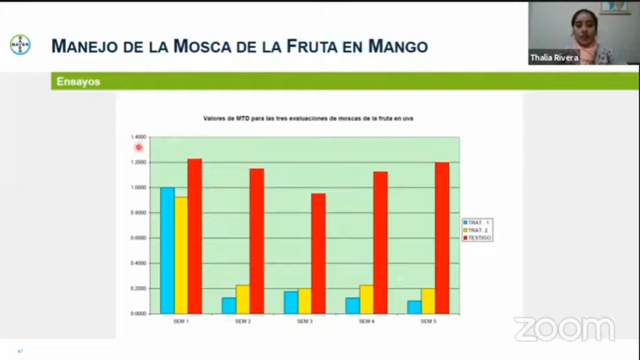 BAYER
MANEJO DE LA MOSCA DE LA FRUTA EN MANGO
Thalia Rivera
Ensayos
Valores de MTD para las tres evaluaciones de moscas de la fruta en uva
1.4000
1.2000
1.0000
0.8000
0.6000
0.4000
0.2000
0.0000
SEM 1
SEM 2
SEM 3
SEM 4
SEM 5
TRAT. 1
TRAT. 2
TESTIGO
zoom